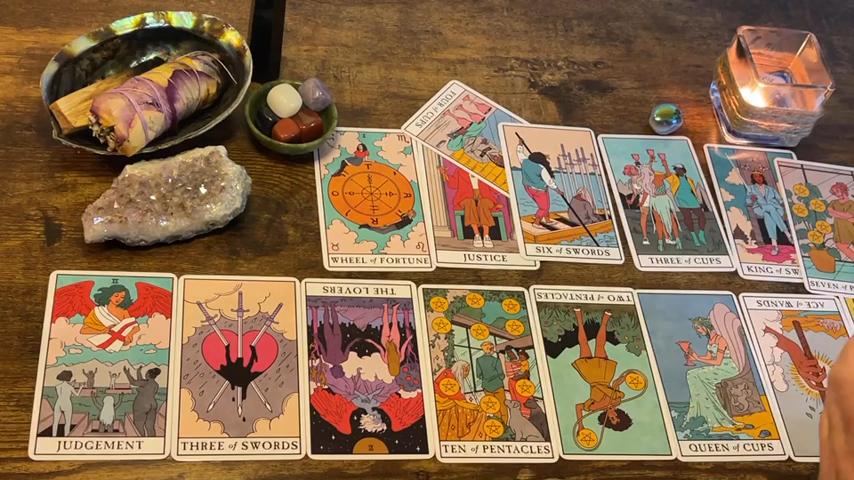 FOUR of CUPS
WHEEL of FORTUNE
JUSTICE
SIX of SWORDS
THREE of CUPS
KING of SW
SEVEN of P
II
JUDGEMENT
THREE of SWORDS
THE LOVERS
TEN of PENTACLES
TWO of PENTACLES
QUEEN of CUPS
ACE of WANDS